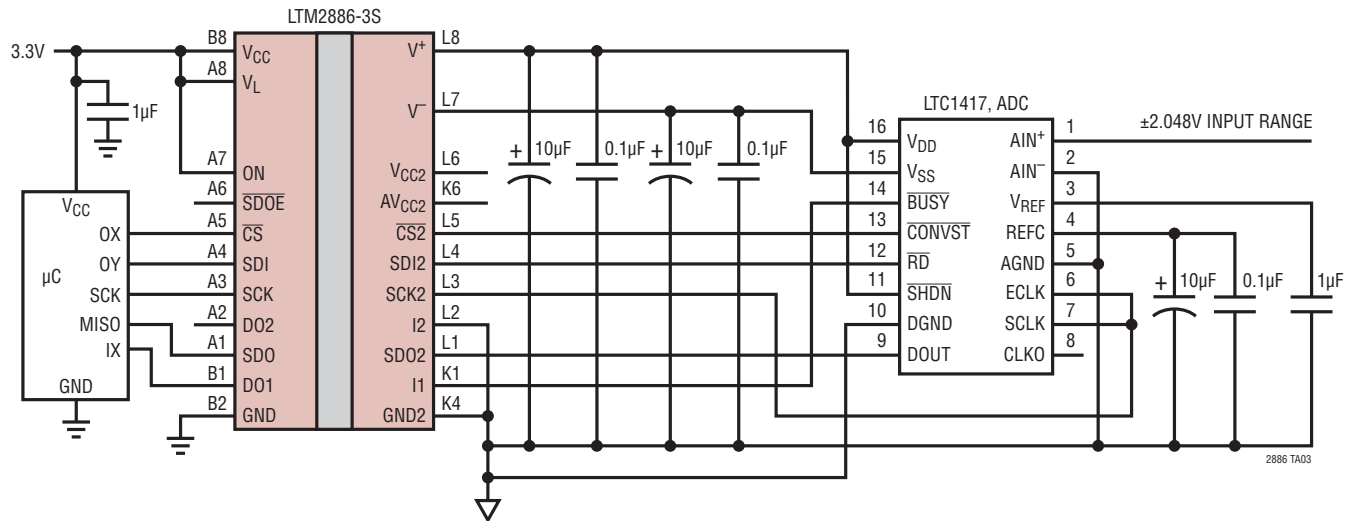 LTM2886-3S
3.3V
B8
VCC
A8
VL
1µF
A7
ON
A6
SDOE
A5
CS
A4
SDI
A3
SCK
A2
DO2
A1
SDO
B1
DO1
B2
GND
VCC
OX
OY
µC
SCK
MISO
IX
GND
L8
V+
L7
V−
L6
VCC2
K6
AVCC2
L5
CS2
L4
SDI2
L3
SCK2
L2
I2
L1
SDO2
K1
I1
K4
GND2
+ 10µF
0.1µF
+ 10µF
0.1µF
LTC1417, ADC
16
VDD
15
VSS
14
BUSY
13
CONVST
12
RD
11
SHDN
10
DGND
9
DOUT
1
AIN+
±2.048V INPUT RANGE
2
AIN−
3
VREF
4
REFC
5
AGND
6
ECLK
7
SCLK
8
CLKO
+ 10µF
0.1µF
1µF
2886 TA03